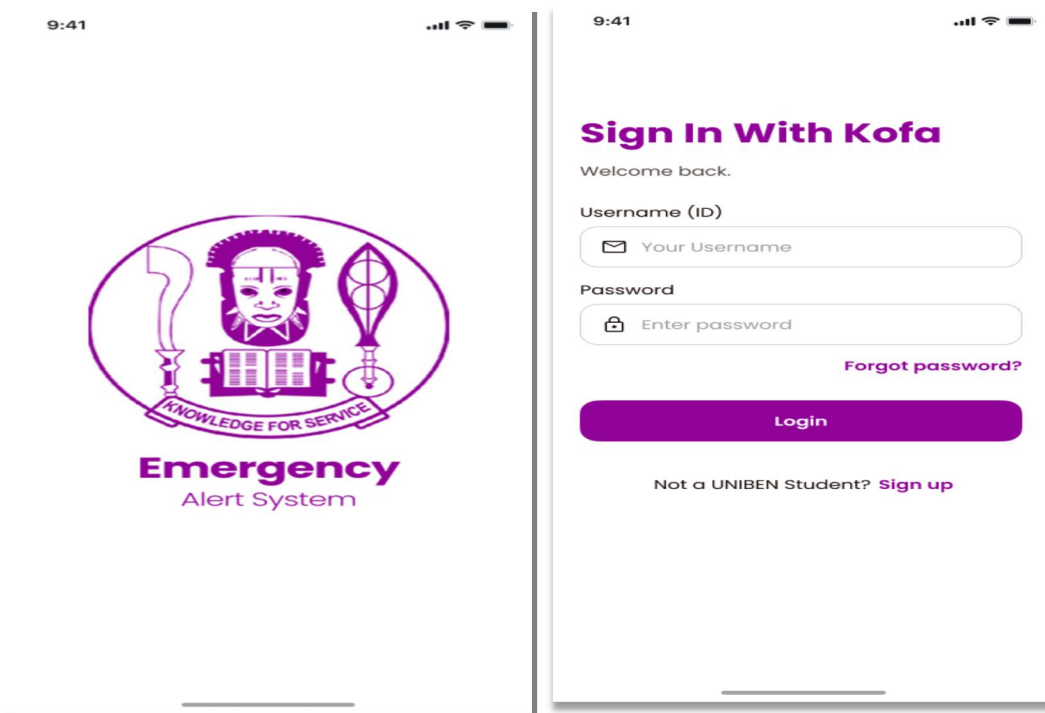 9:41
KNOWLEDGE FOR SERVICE
Emergency
Alert System
9:41
Sign In With Kofa
Welcome back.
Username (ID)
Your Username
Password
Enter password
Forgot password?
Login
Not a UNIBEN Student? Sign up